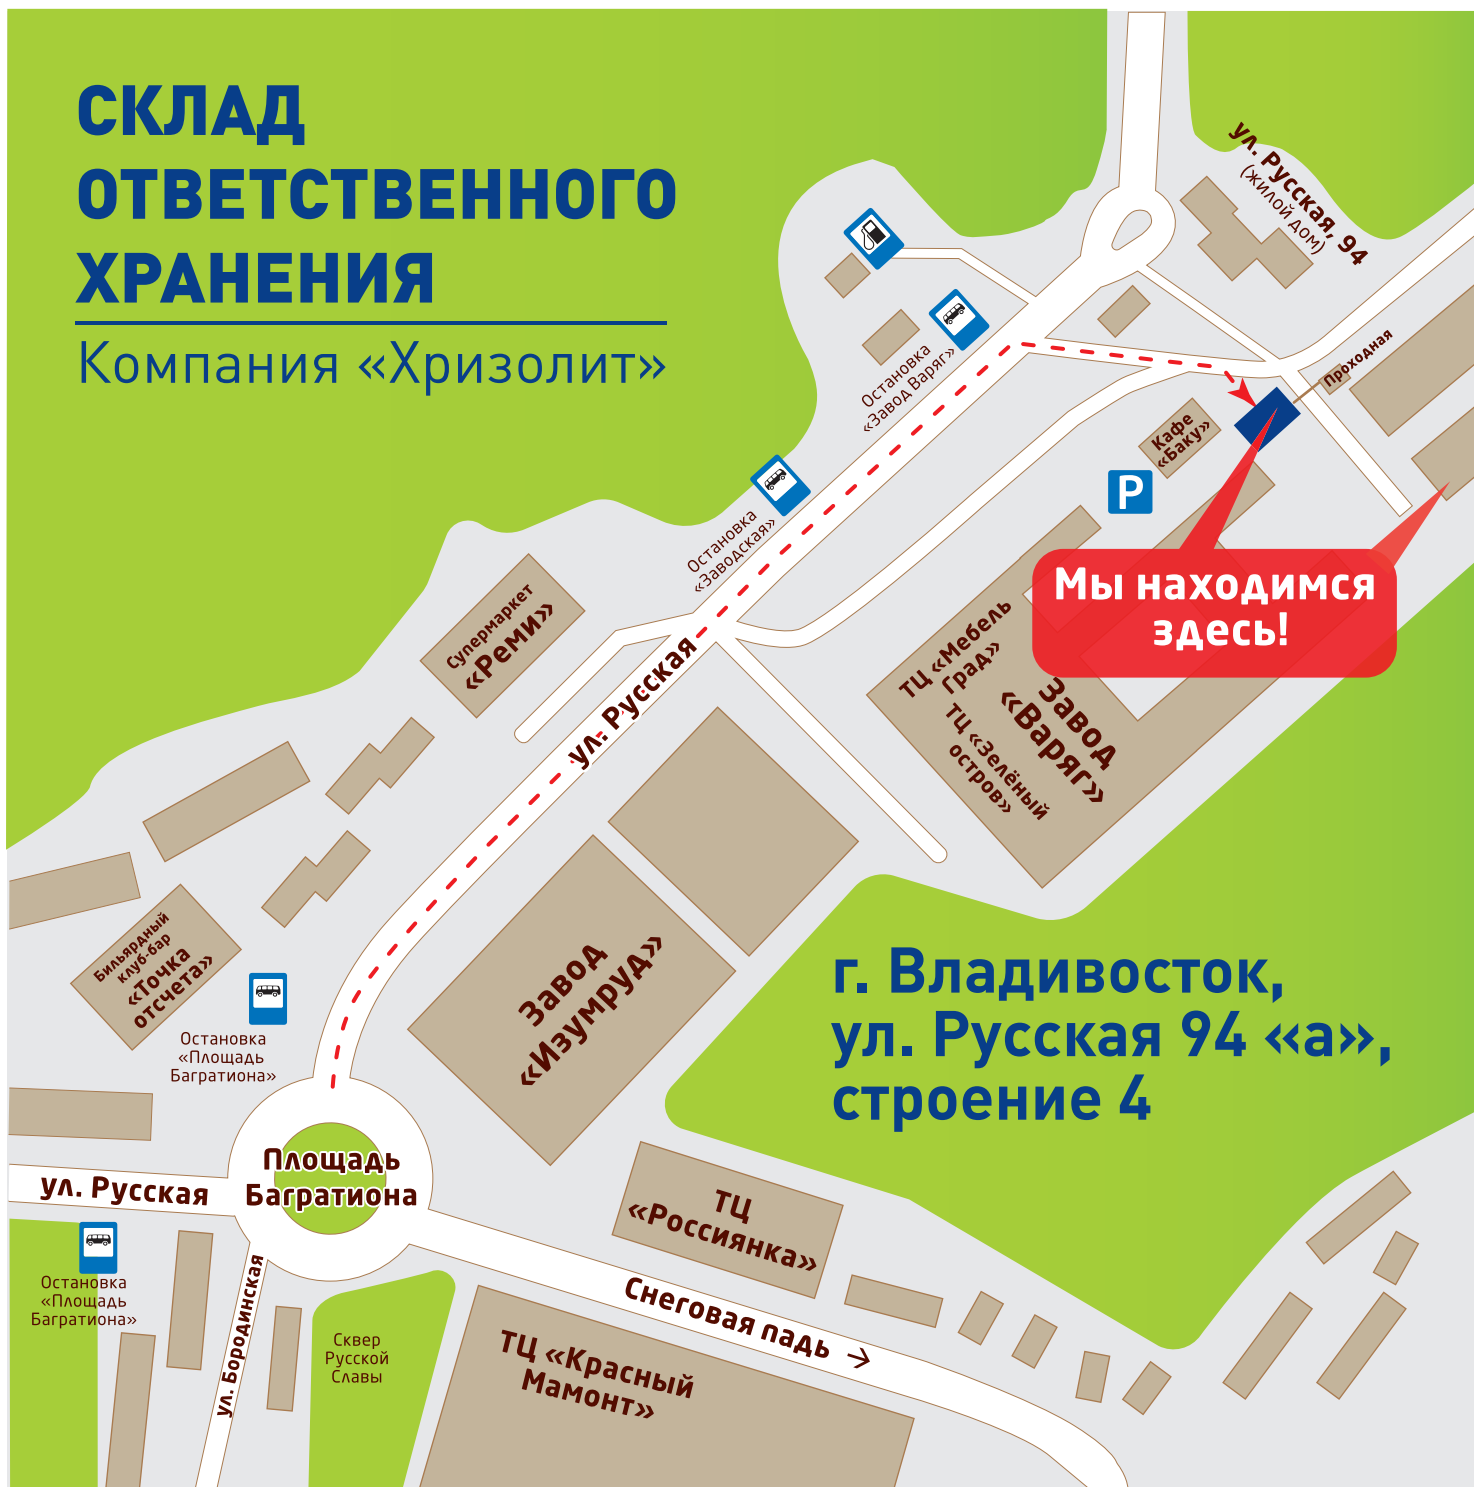 СКЛАД
ОТВЕТСТВЕННОГО
ХРАНЕНИЯ
Компания «Хризолит»
ул. Русская, 94
(жилой дом)
Проходная
Остановка
«Завод Варяг»
Кафе
«Баку»
P
Остановка
«Заводская»
Мы находимся
здесь!
Супермаркет
«Реми»
ул. Русская
ТЦ «Мебель
Град»
Завод
«Варяг»
ТЦ «Зелёный
остров»
Бильярдный
клуб-бар
«Точка
отсчета»
Завод
«Изумруд»
г. Владивосток,
ул. Русская 94 «а»,
строение 4
Остановка
«Площадь
Багратиона»
Площадь
Багратиона
ул. Русская
ТЦ
«Россиянка»
Остановка
«Площадь
Багратиона»
ул. Бородинская
Сквер
Русской
Славы
Снеговая падь →
ТЦ «Красный
Мамонт»